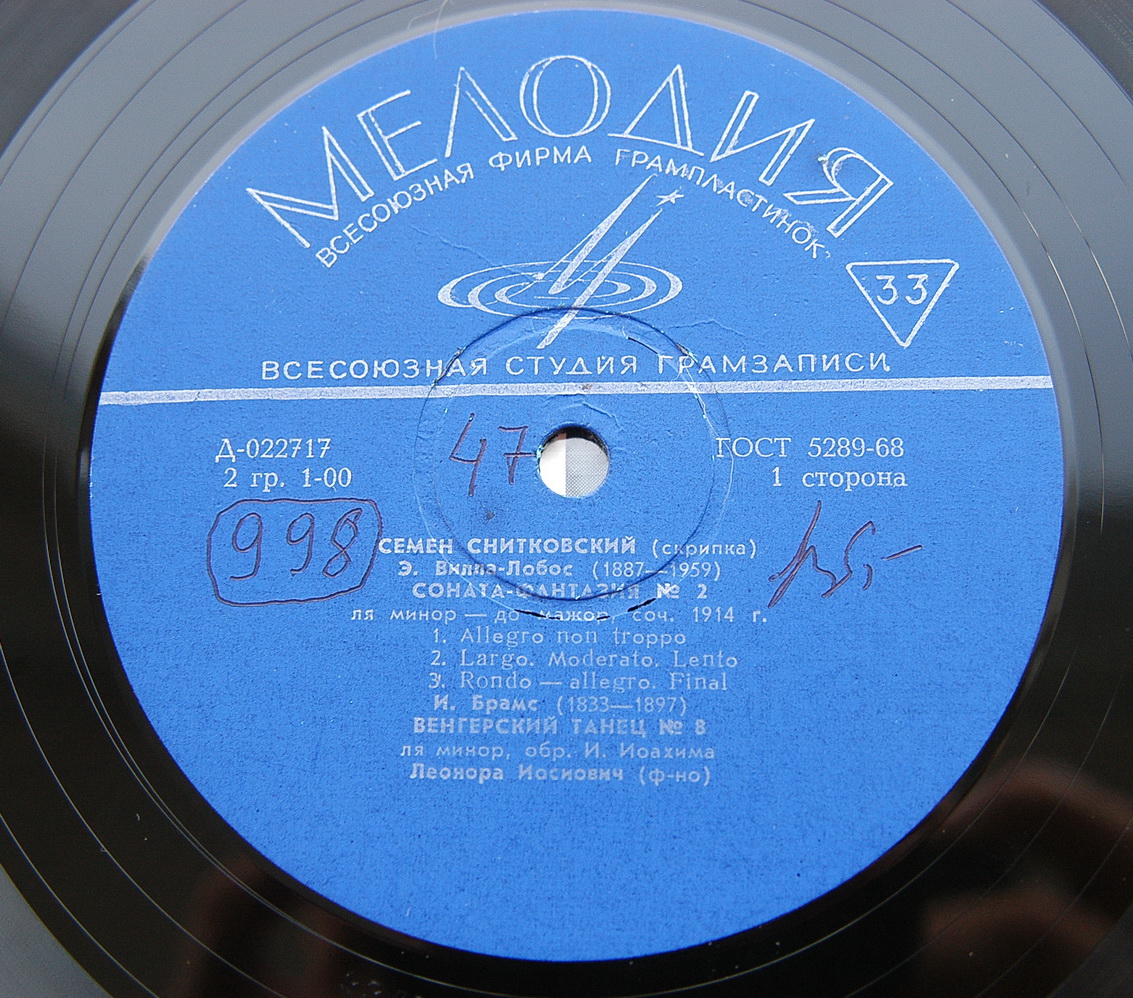 МЕЛОДИЯ
ВСЕСОЮЗНАЯ ФИРМА ГРАМПЛАСТИНОК
33
ВСЕСОЮЗНАЯ СТУДИЯ ГРАМЗАПИСИ
47
Д-022717
ГОСТ 5289-68
2 гр. 1-00
1 сторона
998
СЕМЕН СНИТКОВСКИЙ (скрипка)
Э. Вилла-Лобос (1887—1959)
СОНАТА-ФАНТАЗИЯ № 2
ля минор — до мажор, соч. 1914 г.
1. Allegro non troppo
2. Largo. Moderato. Lento
3. Rondo — allegro. Final
И. Брамс (1833—1897)
ВЕНГЕРСКИЙ ТАНЕЦ № 8
ля минор, обр. И. Иоахима
Леонора Иосиович (ф-но)